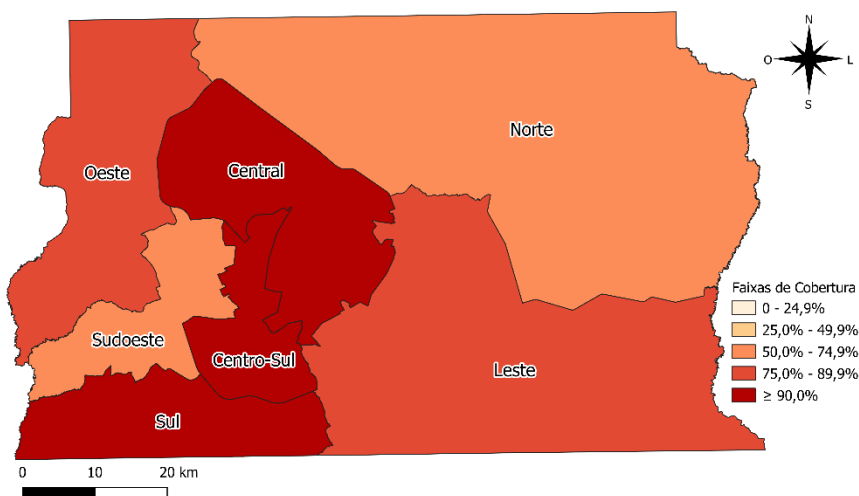 N
O
L
S
Norte
Oeste
Central
Faixas de Cobertura
0 - 24,9%
25,0% - 49,9%
50,0% - 74,9%
75,0% - 89,9%
≥ 90,0%
Sudoeste
Centro-Sul
Leste
Sul
0 10 20 km